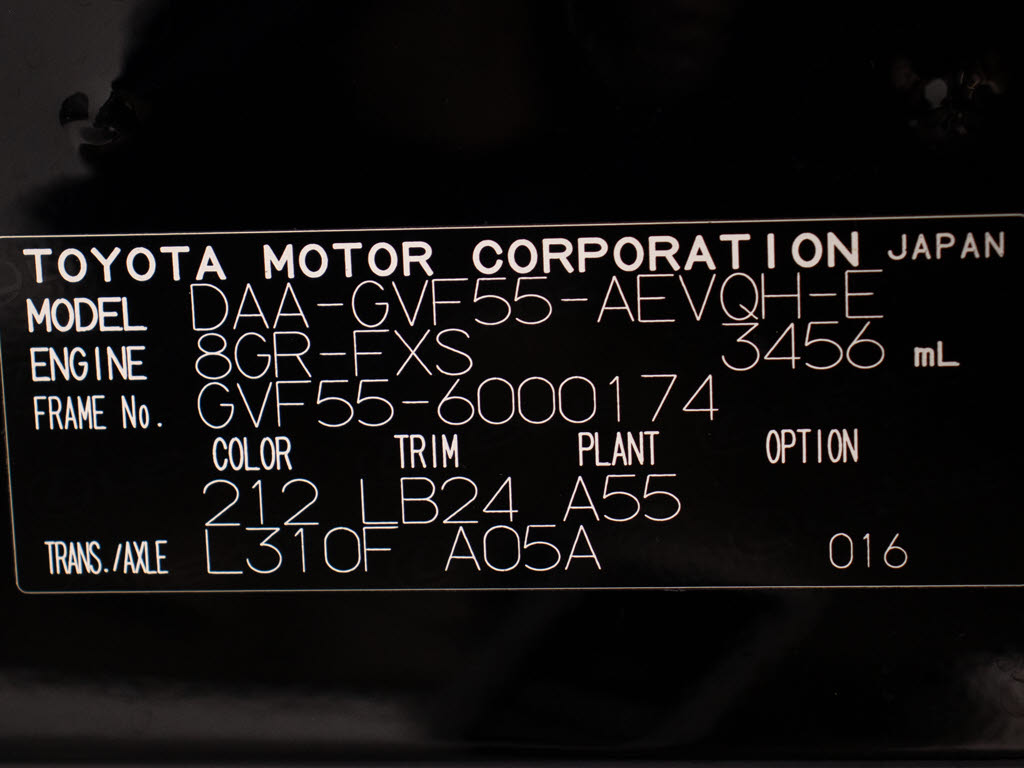 TOYOTA MOTOR CORPORATION JAPAN
MODEL DAA-GVF55-AEVQH-E
ENGINE 8GR-FXS 3456 mL
FRAME No. GVF55-6000174
COLOR TRIM PLANT OPTION
212 LB24 A55
TRANS./AXLE L310F A05A 016